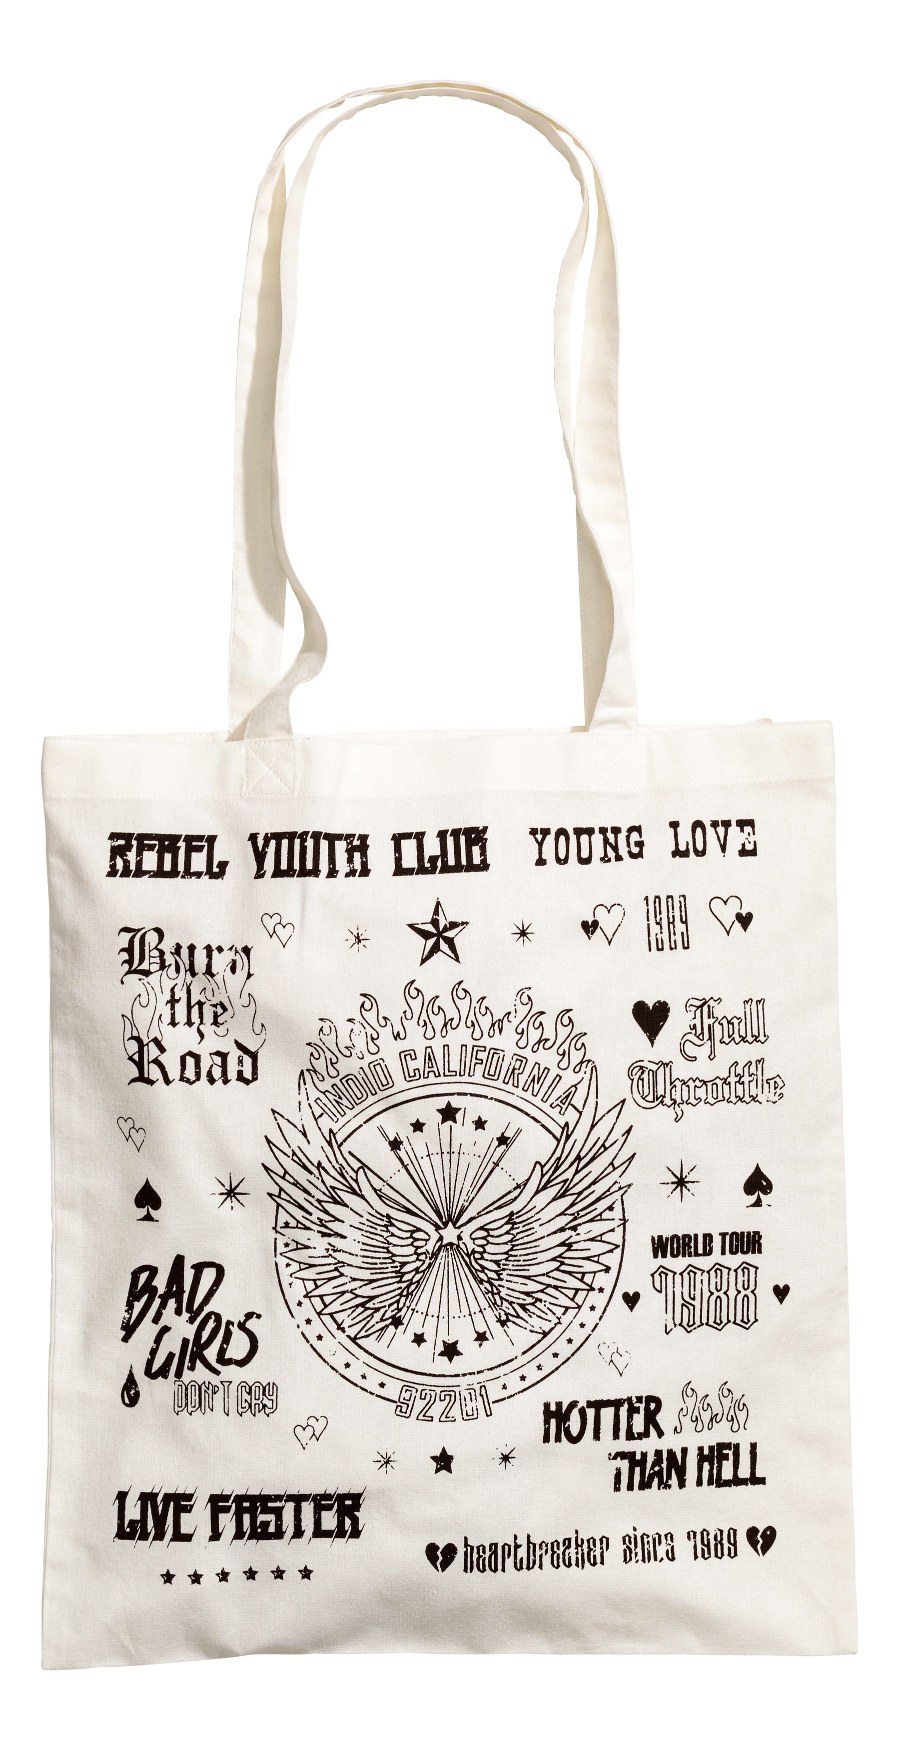 REBEL YOUTH CLUB
YOUNG LOVE
1989
Burn
the
Road
Full
Throttle
INDIO CALIFORNIA
92201
WORLD TOUR
1988
BAD
GIRLS
DON'T CRY
HOTTER
THAN HELL
LIVE FASTER
heartbreaker since 1989